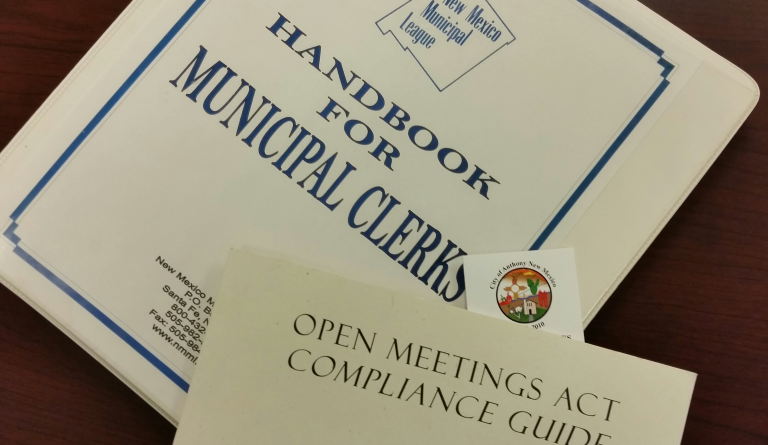 New Mexico
Municipal
League
HANDBOOK
FOR
MUNICIPAL CLERKS
New Mexico
P.O.
Santa Fe,
www.nmml.
City of Anthony New Mexico
2010
OPEN MEETINGS ACT
COMPLIANCE GUIDE